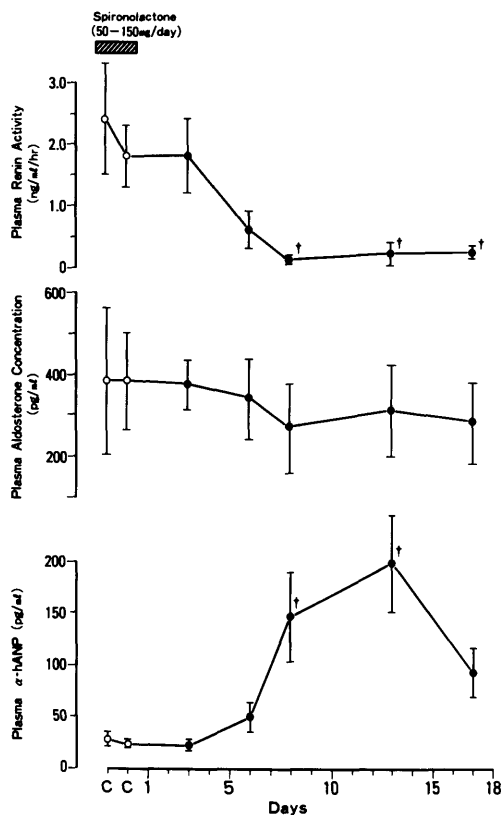 Spironolactone
(50-150mg/day)
3.0
2.0
1.0
0
Plasma Renin Activity
(ng/ml/hr)
†
†
†
600
400
200
Plasma Aldosterone Concentration
(pg/ml)
200
150
100
50
0
Plasma α-hANP (pg/ml)
†
†
C C 1 5 10 15 18
Days